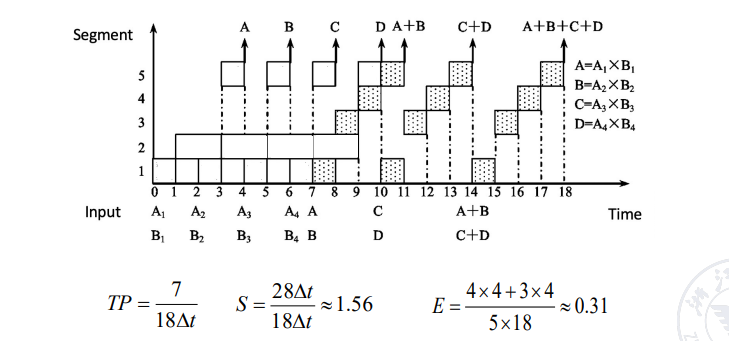 A B C D A+B C+D A+B+C+D
Segment
5 A=A₁×B₁
4 B=A₂×B₂
3 C=A₃×B₃
2 D=A₄×B₄
1
0 1 2 3 4 5 6 7 8 9 10 11 12 13 14 15 16 17 18
Input A₁ A₂ A₃ A₄ A C A+B Time
B₁ B₂ B₃ B₄ B D C+D
TP = 7/18Δt S = 28Δt/18Δt ≈ 1.56 E = 4×4+3×4/5×18 ≈ 0.31